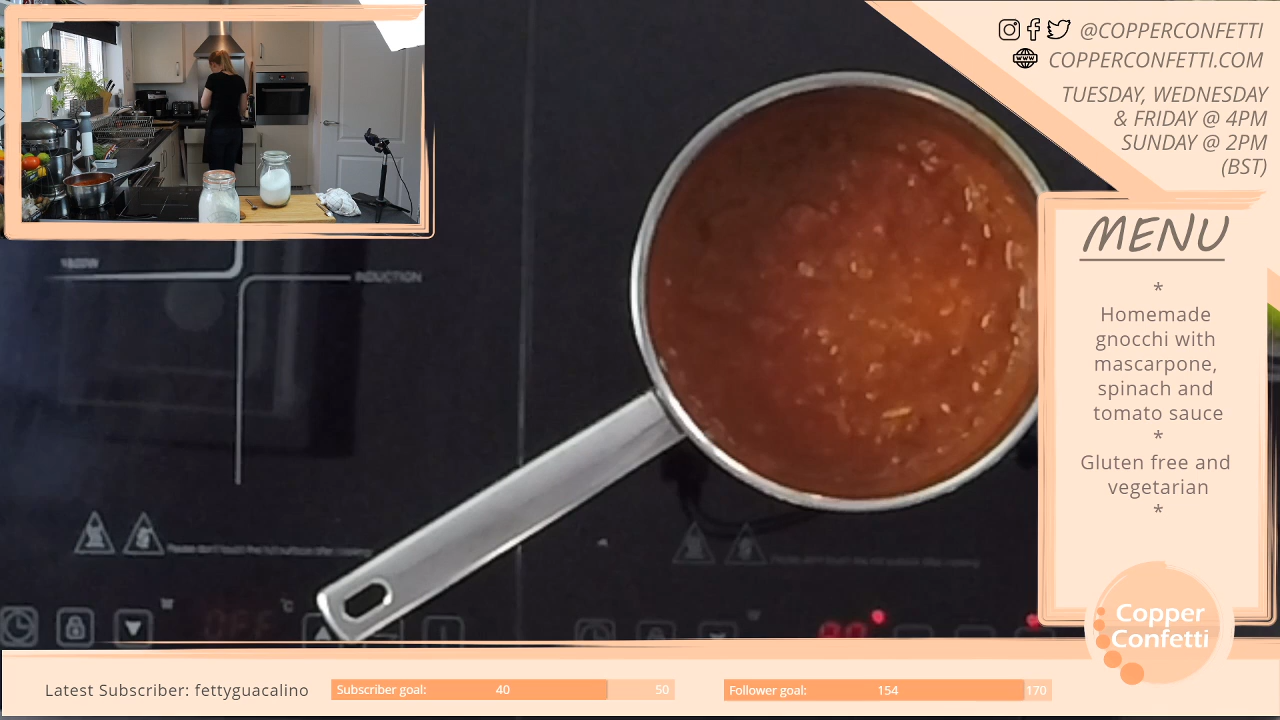 @COPPERCONFETTI
COPPERCONFETTI.COM
TUESDAY, WEDNESDAY
& FRIDAY @ 4PM
SUNDAY @ 2PM
(BST)
MENU
*
Homemade
gnocchi with
mascarpone,
spinach and
tomato sauce
*
Gluten free and
vegetarian
*
INDUCTION
OFF
°C
Copper
Confetti
Latest Subscriber: fettyguacalino
Subscriber goal: 40 50
Follower goal: 154 170